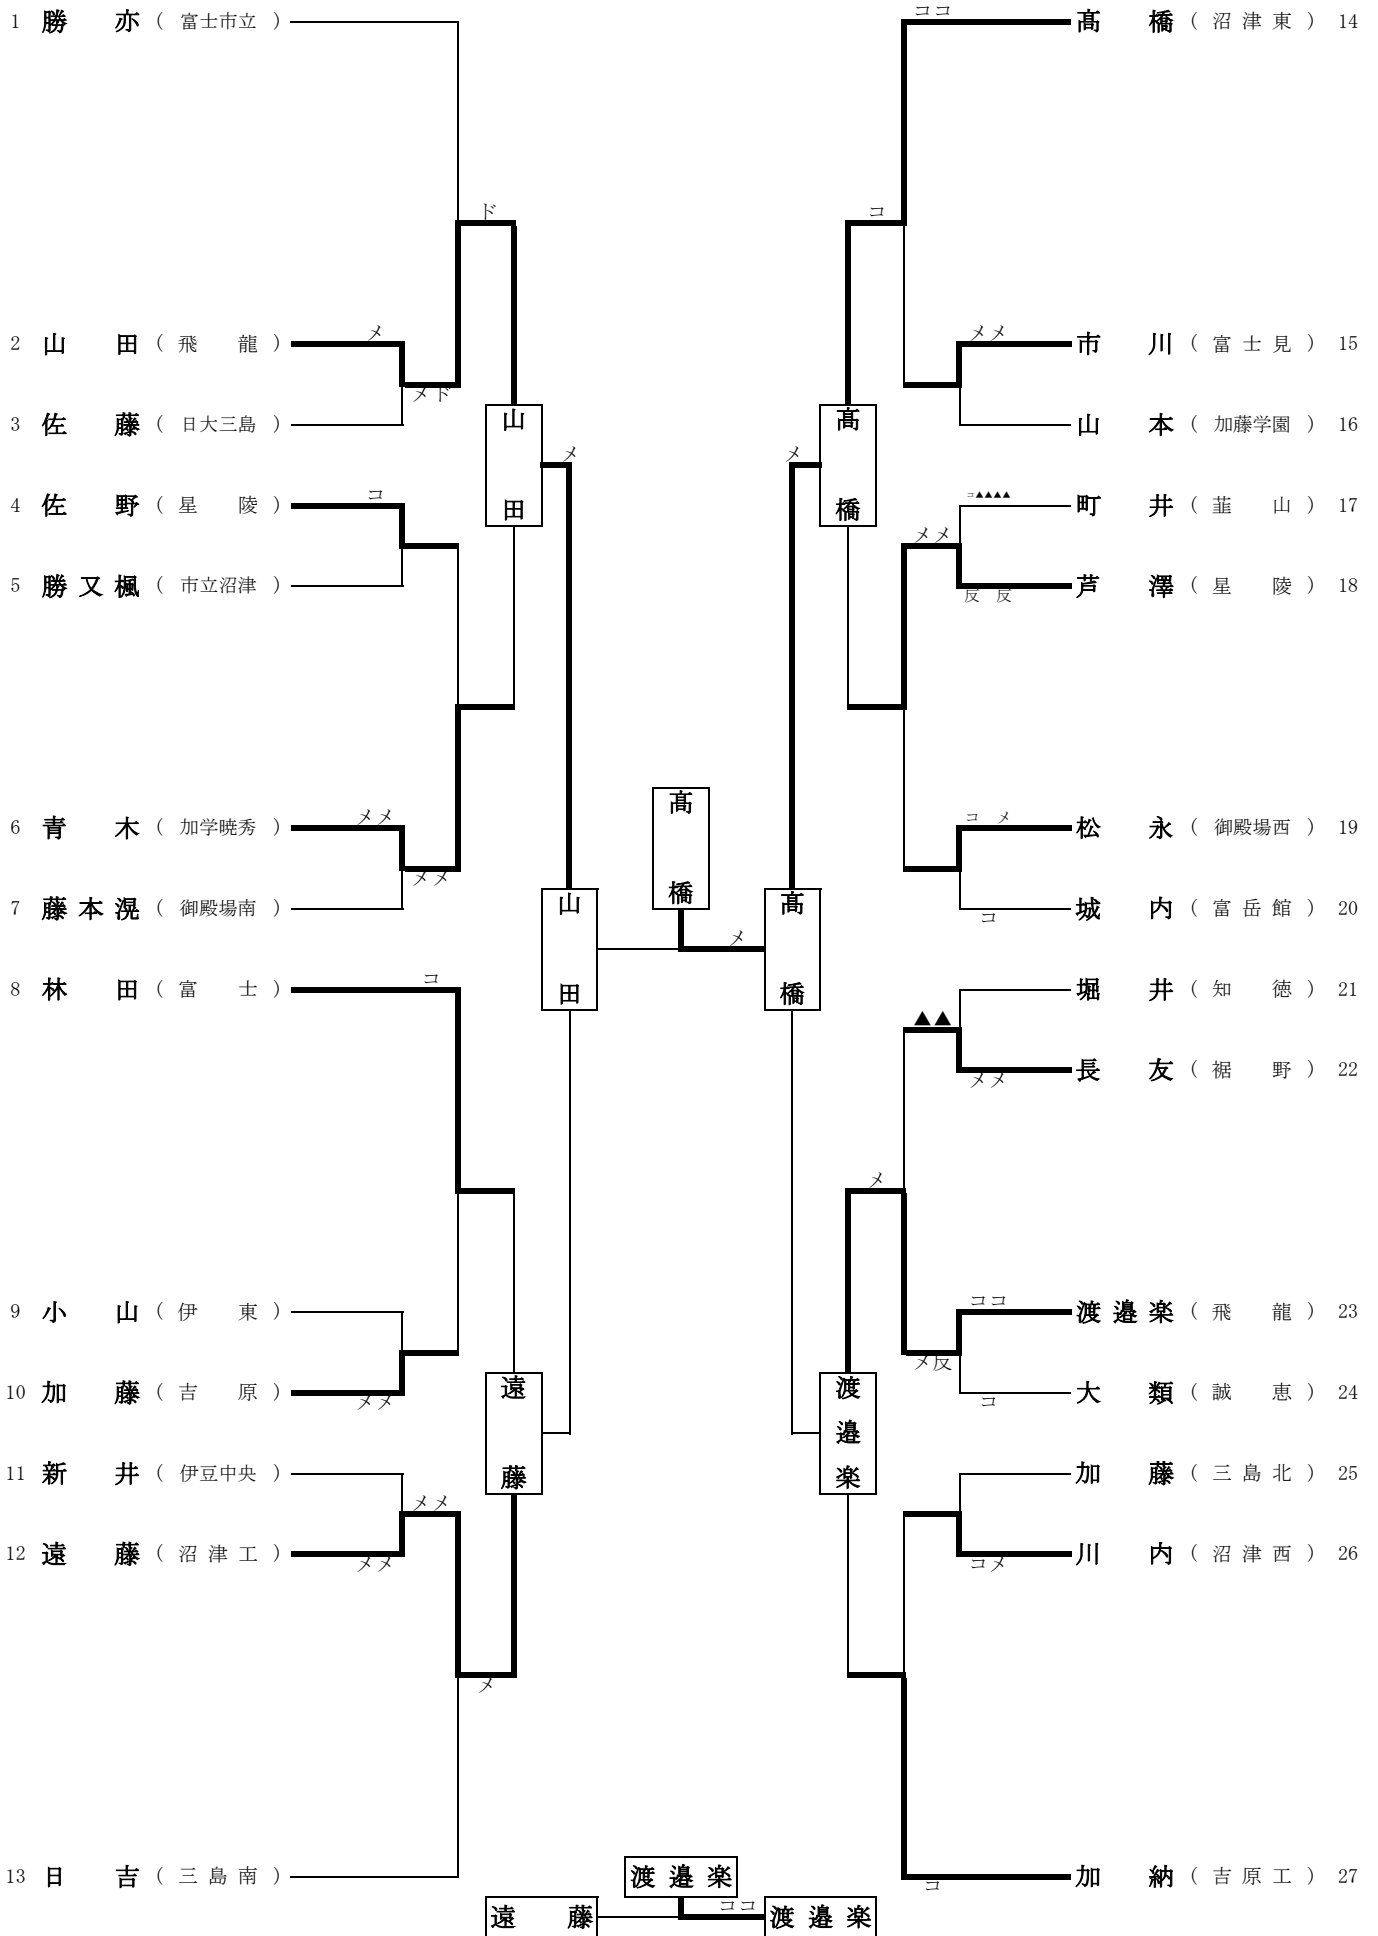 1 勝亦（富士市立）
ココ
髙橋（沼津東）14
ド
コ
2 山田（飛龍）
メ
メド
メメ
市川（富士見）15
3 佐藤（日大三島）
山田
髙橋
山本（加藤学園）16
メ
メ
4 佐野（星陵）
コ
コ▲▲▲▲
町井（韮山）17
メメ
5 勝又楓（市立沼津）
反 反
芦澤（星陵）18
6 青木（加学暁秀）
メメ
メメ
髙橋
コ メ
松永（御殿場西）19
7 藤本滉（御殿場南）
山田
メ
髙橋
コ
城内（富岳館）20
8 林田（富士）
コ
堀井（知徳）21
▲▲
メメ
長友（裾野）22
メ
9 小山（伊東）
ココ
渡邉楽（飛龍）23
メ反
10 加藤（吉原）
メメ
遠藤
渡邉楽
コ
大類（誠恵）24
11 新井（伊豆中央）
メメ
加藤（三島北）25
12 遠藤（沼津工）
メメ
コメ
川内（沼津西）26
メ
13 日吉（三島南）
渡邉楽
コ
加納（吉原工）27
遠藤
ココ
渡邉楽